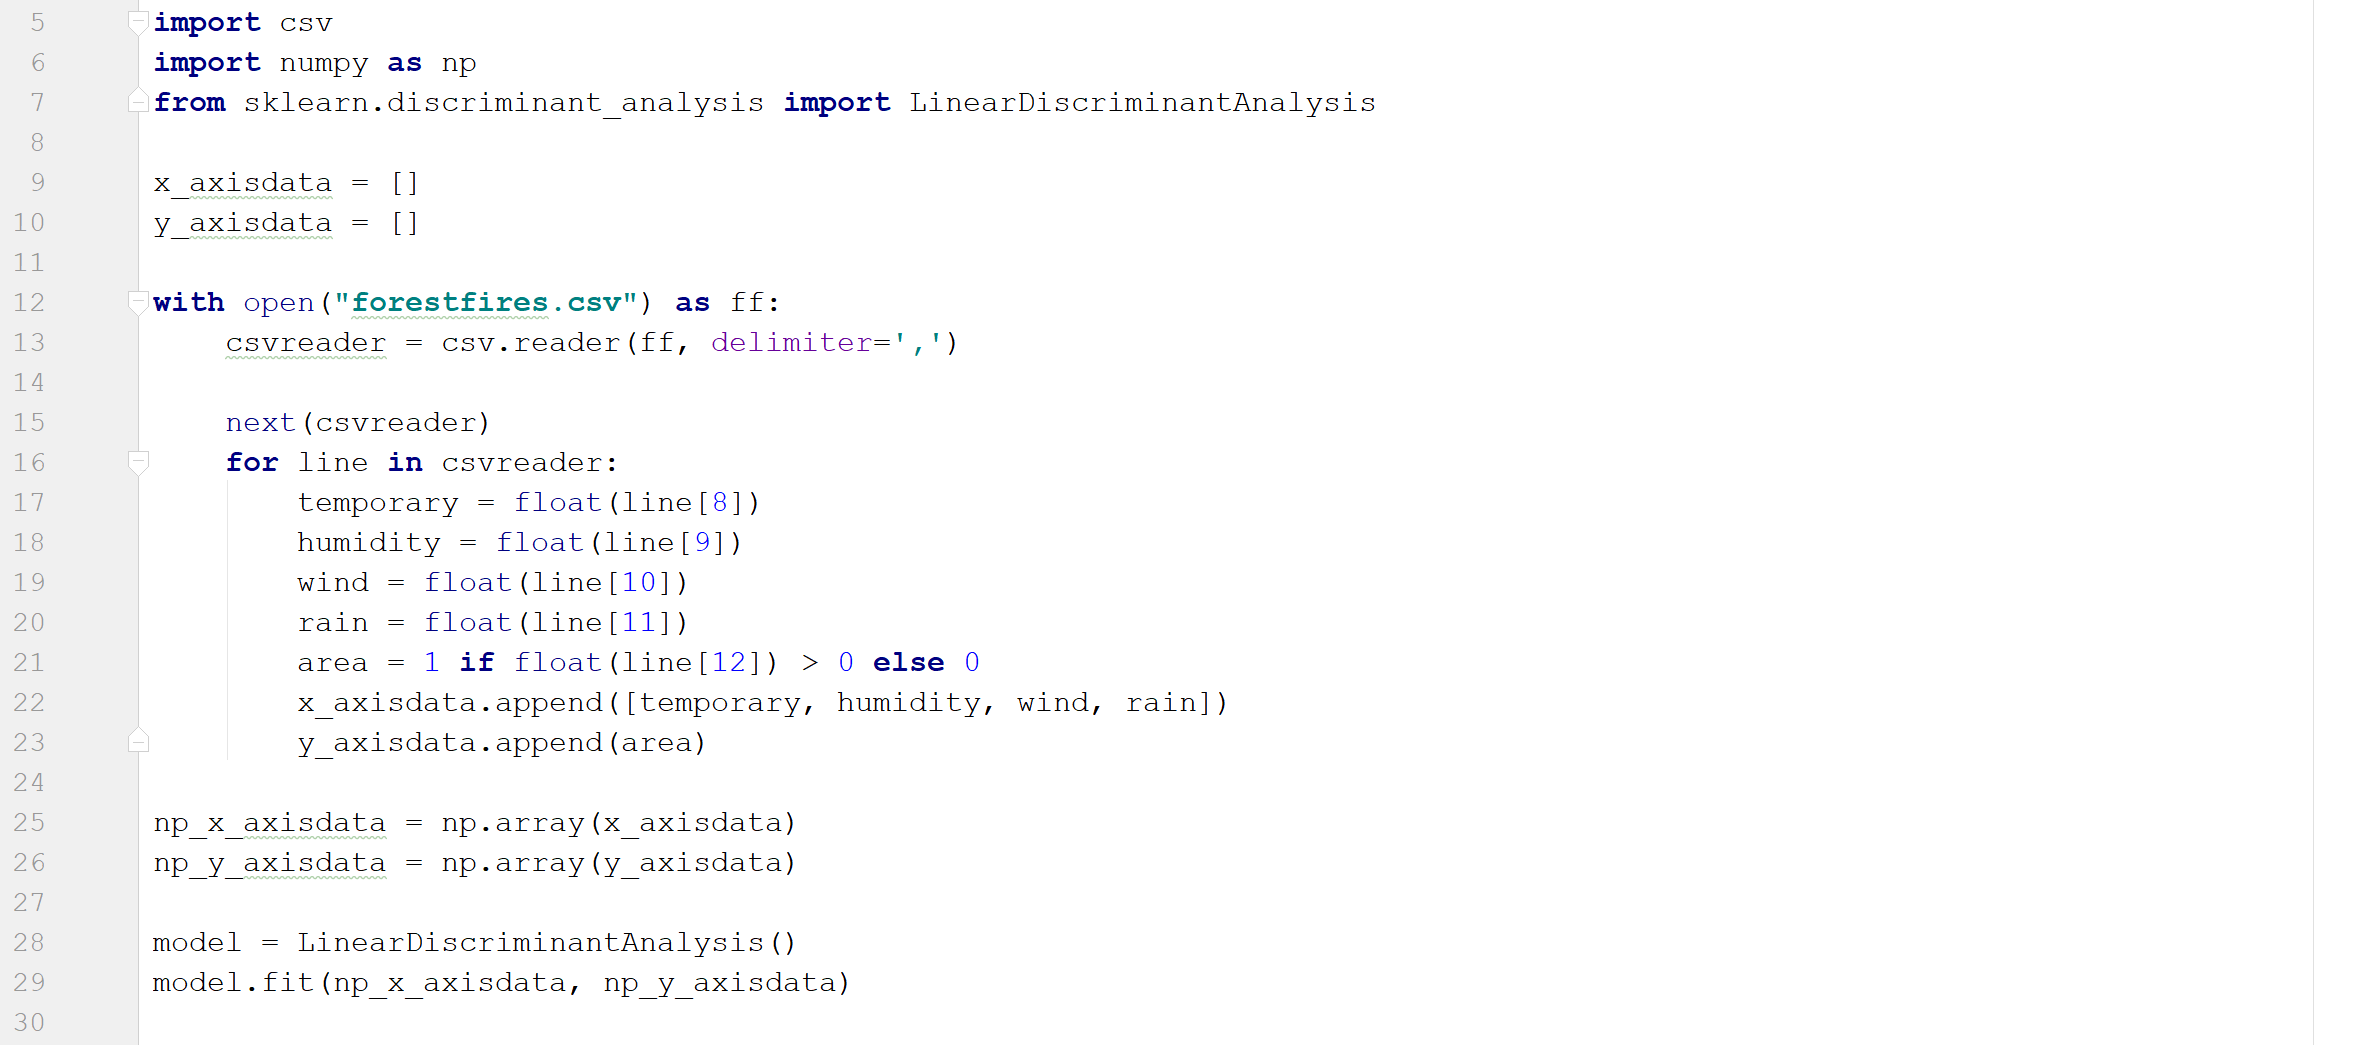 5 import csv
6 import numpy as np
7 from sklearn.discriminant_analysis import LinearDiscriminantAnalysis
8
9 x_axisdata = []
10 y_axisdata = []
11
12 with open("forestfires.csv") as ff:
13     csvreader = csv.reader(ff, delimiter=',')
14
15     next(csvreader)
16     for line in csvreader:
17         temporary = float(line[8])
18         humidity = float(line[9])
19         wind = float(line[10])
20         rain = float(line[11])
21         area = 1 if float(line[12]) > 0 else 0
22         x_axisdata.append([temporary, humidity, wind, rain])
23         y_axisdata.append(area)
24
25 np_x_axisdata = np.array(x_axisdata)
26 np_y_axisdata = np.array(y_axisdata)
27
28 model = LinearDiscriminantAnalysis()
29 model.fit(np_x_axisdata, np_y_axisdata)
30